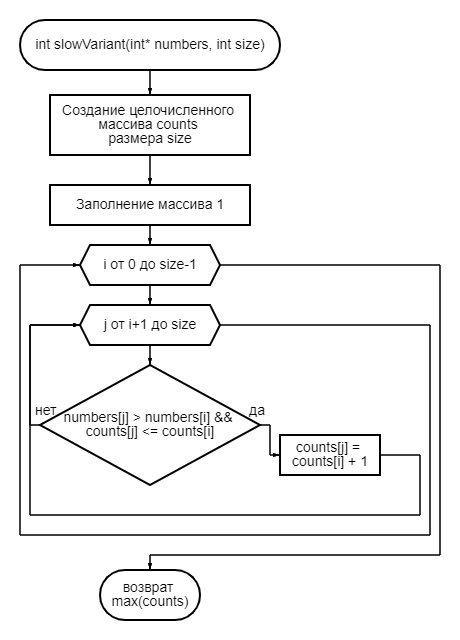 int slowVariant(int* numbers, int size)
Создание целочисленного
массива counts
размера size
Заполнение массива 1
i от 0 до size-1
j от i+1 до size
нет
numbers[j] > numbers[i] &&
counts[j] <= counts[i]
да
counts[j] =
counts[i] + 1
возврат
max(counts)